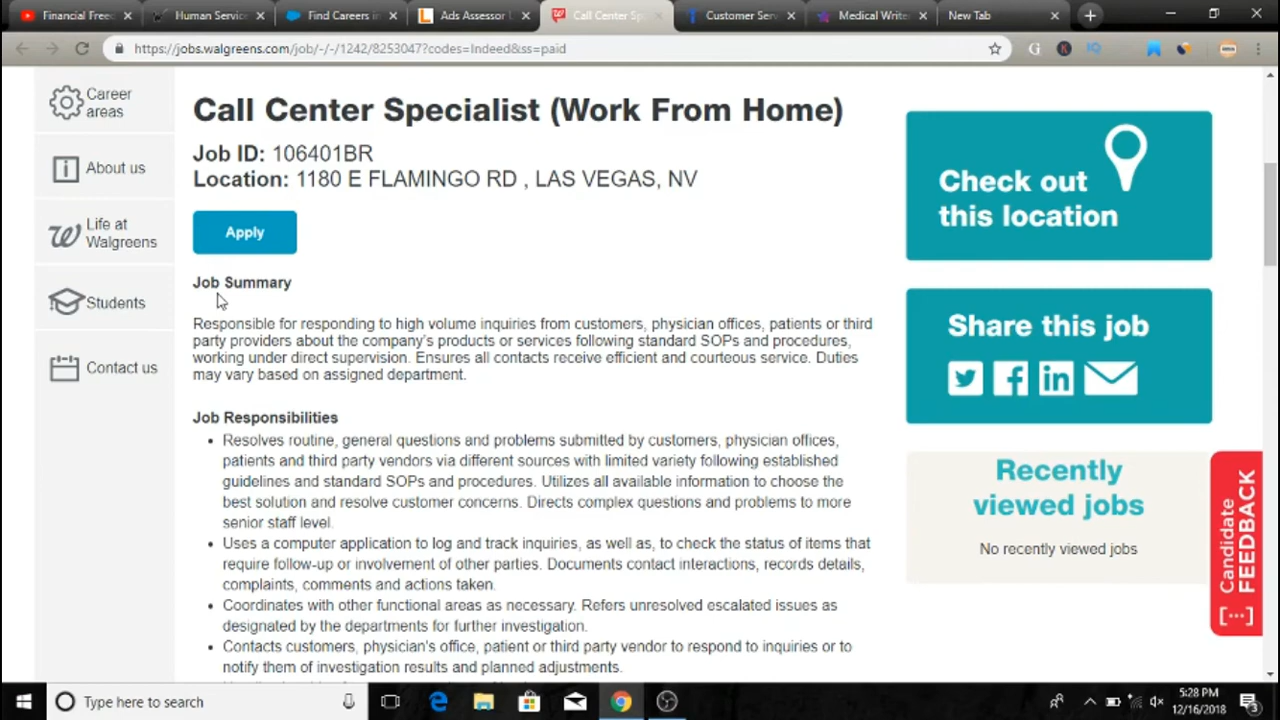 Financial Freed
Human Service
Find Careers in
Ads Assessor
Call Center Sp
Customer Serv
Medical Write
New Tab
https://jobs.walgreens.com/job/-/-/1242/8253047?codes=Indeed&ss=paid
Career
areas
About us
Life at
Walgreens
Students
Contact us
Call Center Specialist (Work From Home)
Job ID: 106401BR
Location: 1180 E FLAMINGO RD , LAS VEGAS, NV
Apply
Job Summary
Responsible for responding to high volume inquiries from customers, physician offices, patients or third
party providers about the company's products or services following standard SOPs and procedures,
working under direct supervision. Ensures all contacts receive efficient and courteous service. Duties
may vary based on assigned department.
Job Responsibilities
• Resolves routine, general questions and problems submitted by customers, physician offices,
patients and third party vendors via different sources with limited variety following established
guidelines and standard SOPs and procedures. Utilizes all available information to choose the
best solution and resolve customer concerns. Directs complex questions and problems to more
senior staff level.
• Uses a computer application to log and track inquiries, as well as, to check the status of items that
require follow-up or involvement of other parties. Documents contact interactions, records details,
complaints, comments and actions taken.
• Coordinates with other functional areas as necessary. Refers unresolved escalated issues as
designated by the departments for further investigation.
• Contacts customers, physician's office, patient or third party vendor to respond to inquiries or to
notify them of investigation results and planned adjustments.
Check out
this location
Share this job
Recently
viewed jobs
No recently viewed jobs
Candidate
FEEDBACK
[···]
Type here to search
5:28 PM
12/16/2018
3